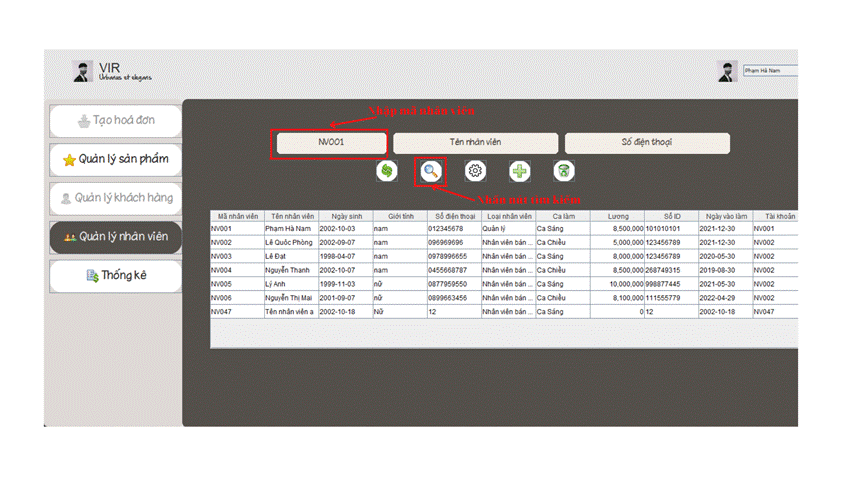 VIR
Urbanus et elegans
Phạm Hà Nam
Tạo hoá đơn
Quản lý sản phẩm
Quản lý khách hàng
Quản lý nhân viên
Thống kê
Nhập mã nhân viên
NV001 Tên nhân viên Số điện thoại
Nhấn nút tìm kiếm
Mã nhân viên Tên nhân viên Ngày sinh Giới tính Số điện thoại Loại nhân viên Ca làm Lương Số ID Ngày vào làm Tài khoản
NV001 Phạm Hà Nam 2002-10-03 nam 012345678 Quản lý Ca Sáng 8,500,000 101010101 2021-12-30 NV001
NV002 Lê Quốc Phòng 2002-09-07 nam 096969696 Nhân viên bán ... Ca Chiều 5,000,000 123456789 2021-12-31 NV002
NV003 Lê Đạt 1998-04-07 nam 0978996655 Nhân viên bán ... Ca Sáng 8,000,000 123456789 2020-05-30 NV002
NV004 Nguyễn Thanh 2002-10-07 nam 0455668787 Nhân viên bán ... Ca Chiều 8,500,000 268749315 2019-08-30 NV002
NV005 Lý Anh 1999-11-03 nữ 0877959550 Nhân viên bán ... Ca Sáng 10,000,000 998877445 2021-05-30 NV002
NV006 Nguyễn Thị Mai 2001-09-07 nữ 0899663456 Nhân viên bán ... Ca Chiều 8,100,000 111555779 2022-04-29 NV002
NV047 Tên nhân viên a 2002-10-18 Nữ 12 Nhân viên bán ... Ca Sáng 0 12 2002-10-18 NV047